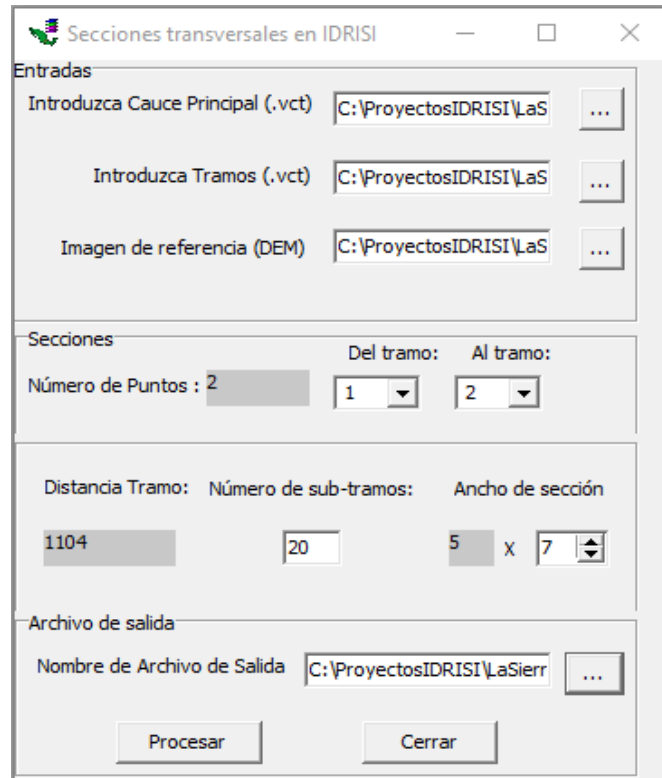 Secciones transversales en IDRISI
Entradas
Introduzca Cauce Principal (.vct) C:\ProyectosIDRISI\LaS ...
Introduzca Tramos (.vct) C:\ProyectosIDRISI\LaS ...
Imagen de referencia (DEM) C:\ProyectosIDRISI\LaS ...
Secciones
Del tramo: Al tramo:
Número de Puntos : 2 1 2
Distancia Tramo: Número de sub-tramos: Ancho de sección
1104 20 5 X 7
Archivo de salida
Nombre de Archivo de Salida C:\ProyectosIDRISI\LaSierr ...
Procesar Cerrar